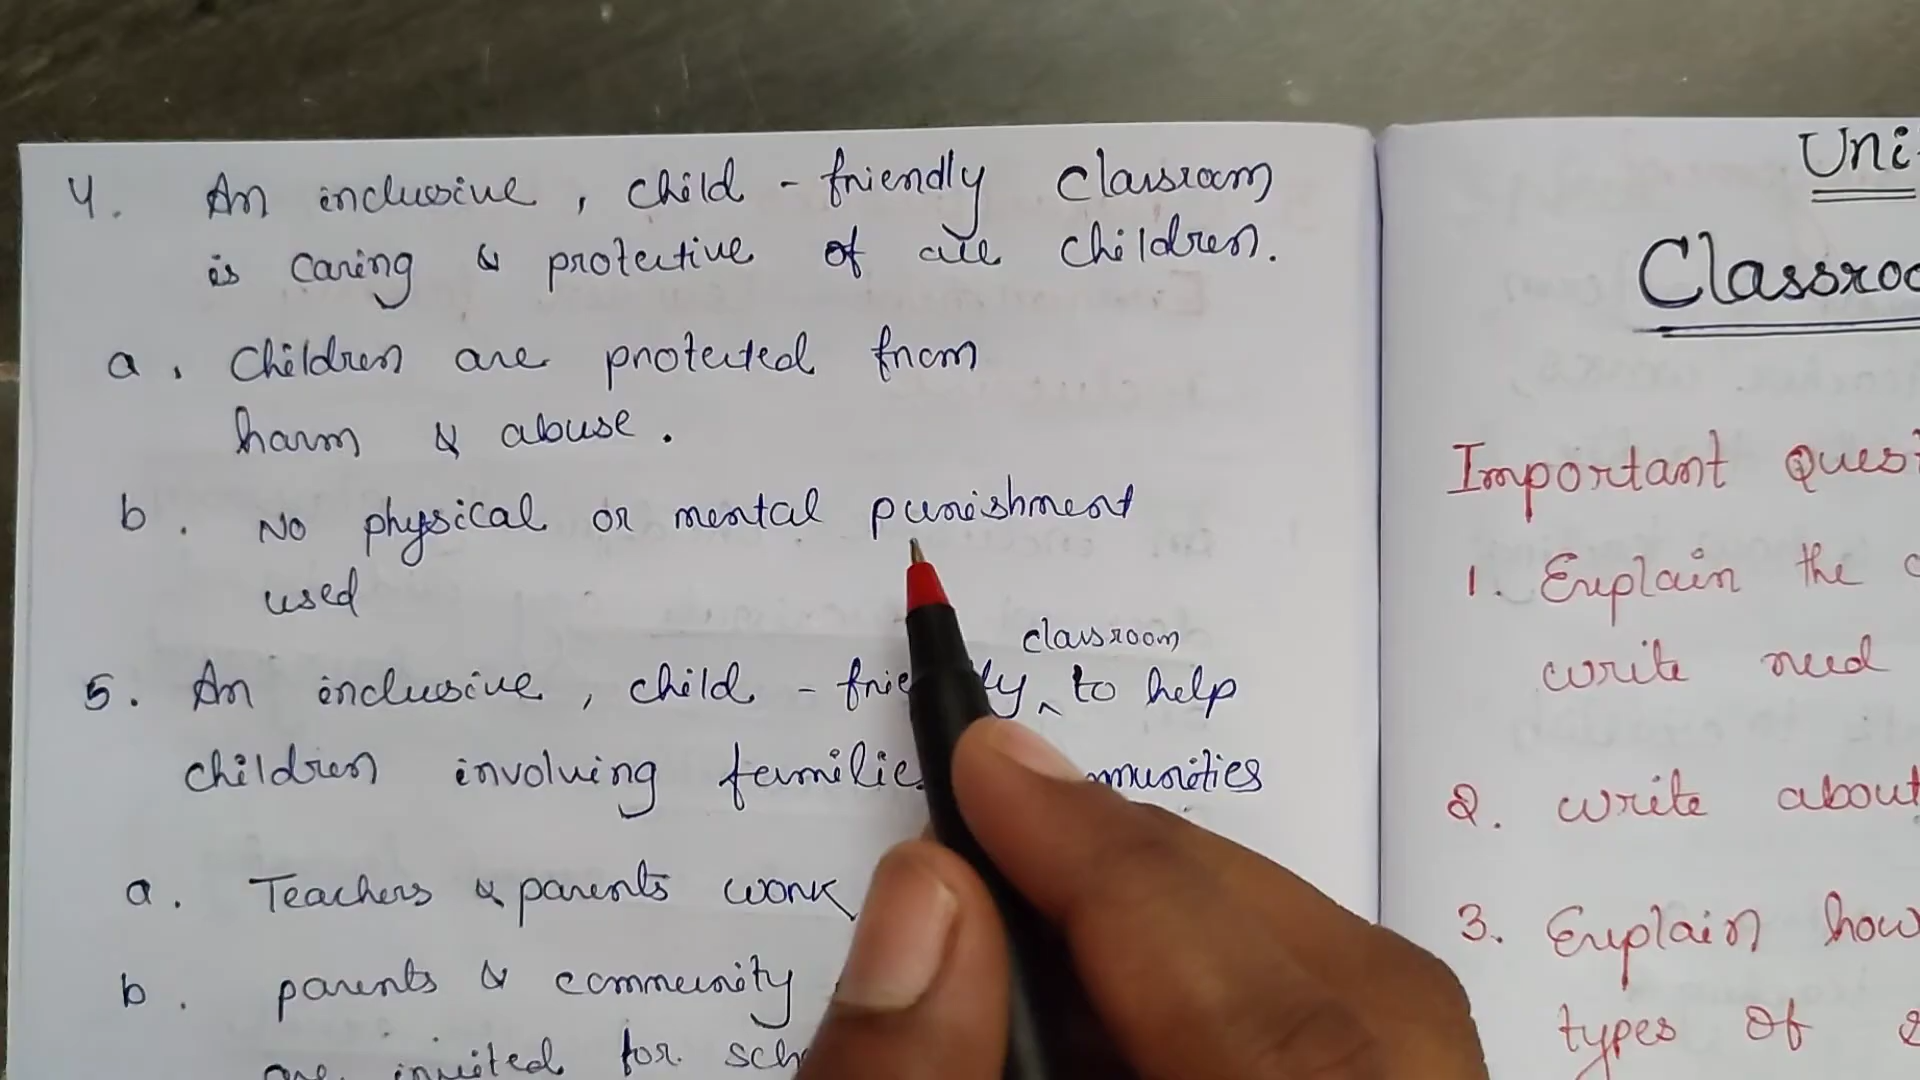 4. An inclusive, child - friendly classroom
is caring & protective of all children.
a. Children are protected from
harm & abuse.
b. No physical or mental punishment
used
classroom
5. An inclusive, child - friendly ^ to help
children involving families
a. Teachers & parents work
b. parents & community
are invited for
Classroo
Important Ques
1. Explain the
write need
2. write about
3. Explain how
types of